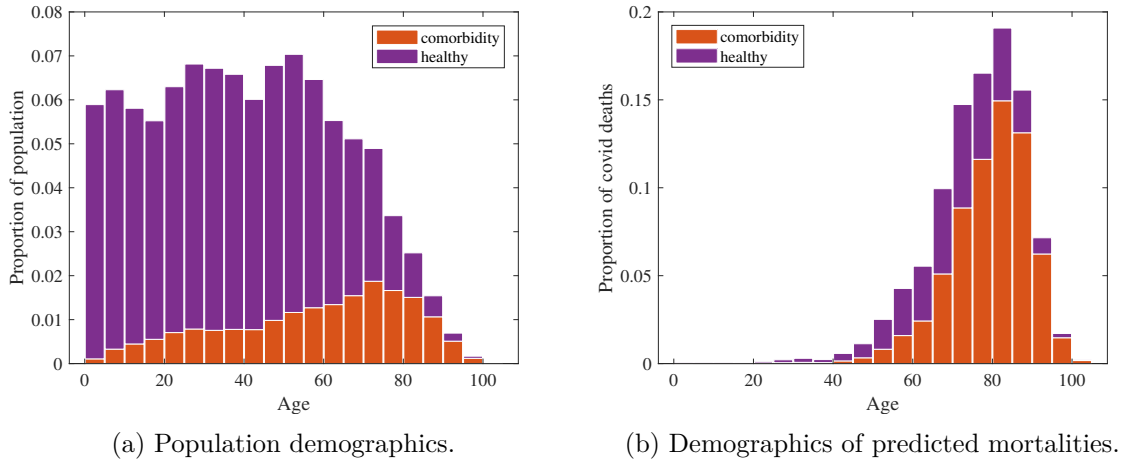 0.08
0.07
0.06
0.05
0.04
0.03
0.02
0.01
0
Proportion of population
comorbidity
healthy
0 20 40 60 80 100
Age
(a) Population demographics.
0.2
0.15
0.1
0.05
0
Proportion of covid deaths
comorbidity
healthy
0 20 40 60 80 100
Age
(b) Demographics of predicted mortalities.